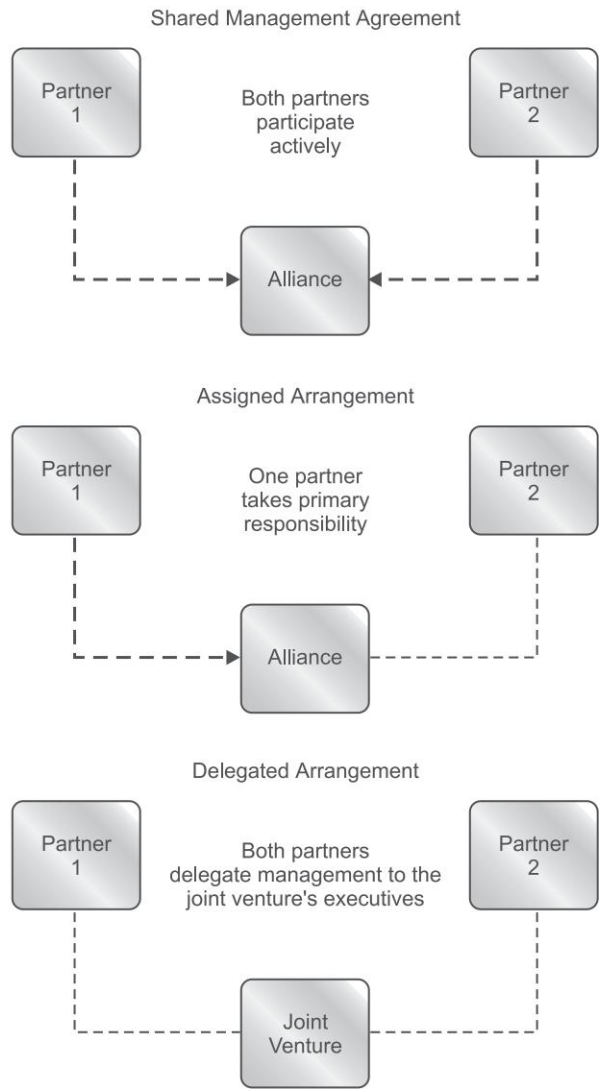 Shared Management Agreement
Partner
1
Both partners
participate
actively
Partner
2
Alliance
Assigned Arrangement
Partner
1
One partner
takes primary
responsibility
Partner
2
Alliance
Delegated Arrangement
Partner
1
Both partners
delegate management to the
joint venture's executives
Partner
2
Joint
Venture